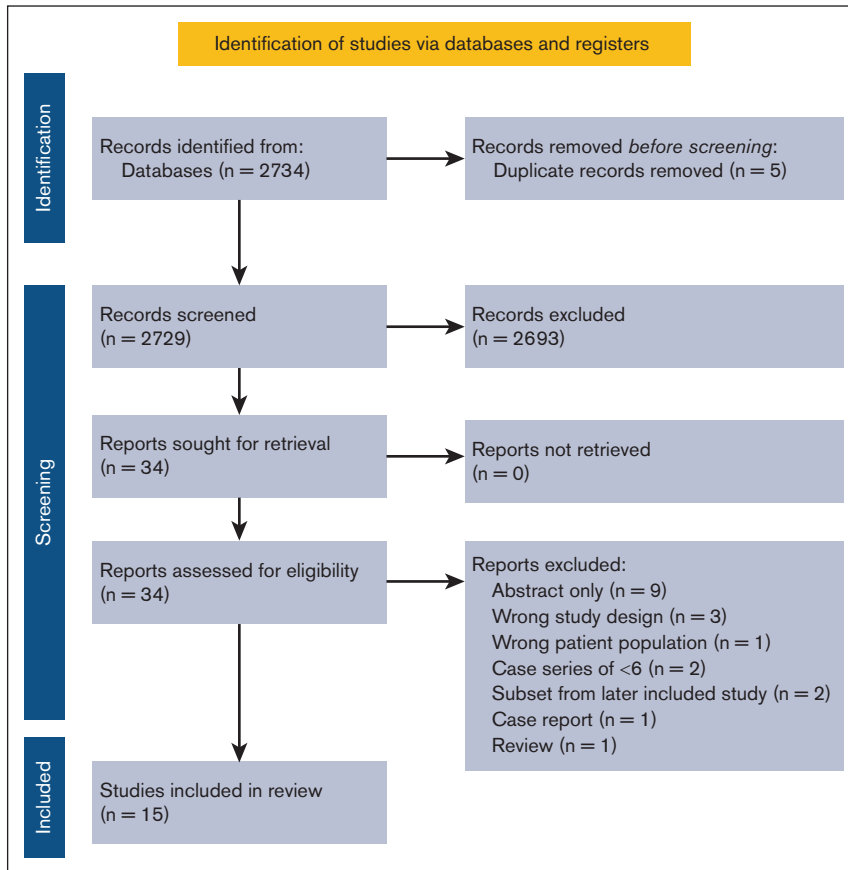 Identification of studies via databases and registers
Identification
Records identified from:
Databases (n = 2734)
Records removed before screening:
Duplicate records removed (n = 5)
Screening
Records screened
(n = 2729)
Records excluded
(n = 2693)
Reports sought for retrieval
(n = 34)
Reports not retrieved
(n = 0)
Reports assessed for eligibility
(n = 34)
Reports excluded:
Abstract only (n = 9)
Wrong study design (n = 3)
Wrong patient population (n = 1)
Case series of <6 (n = 2)
Subset from later included study (n = 2)
Case report (n = 1)
Review (n = 1)
Included
Studies included in review
(n = 15)